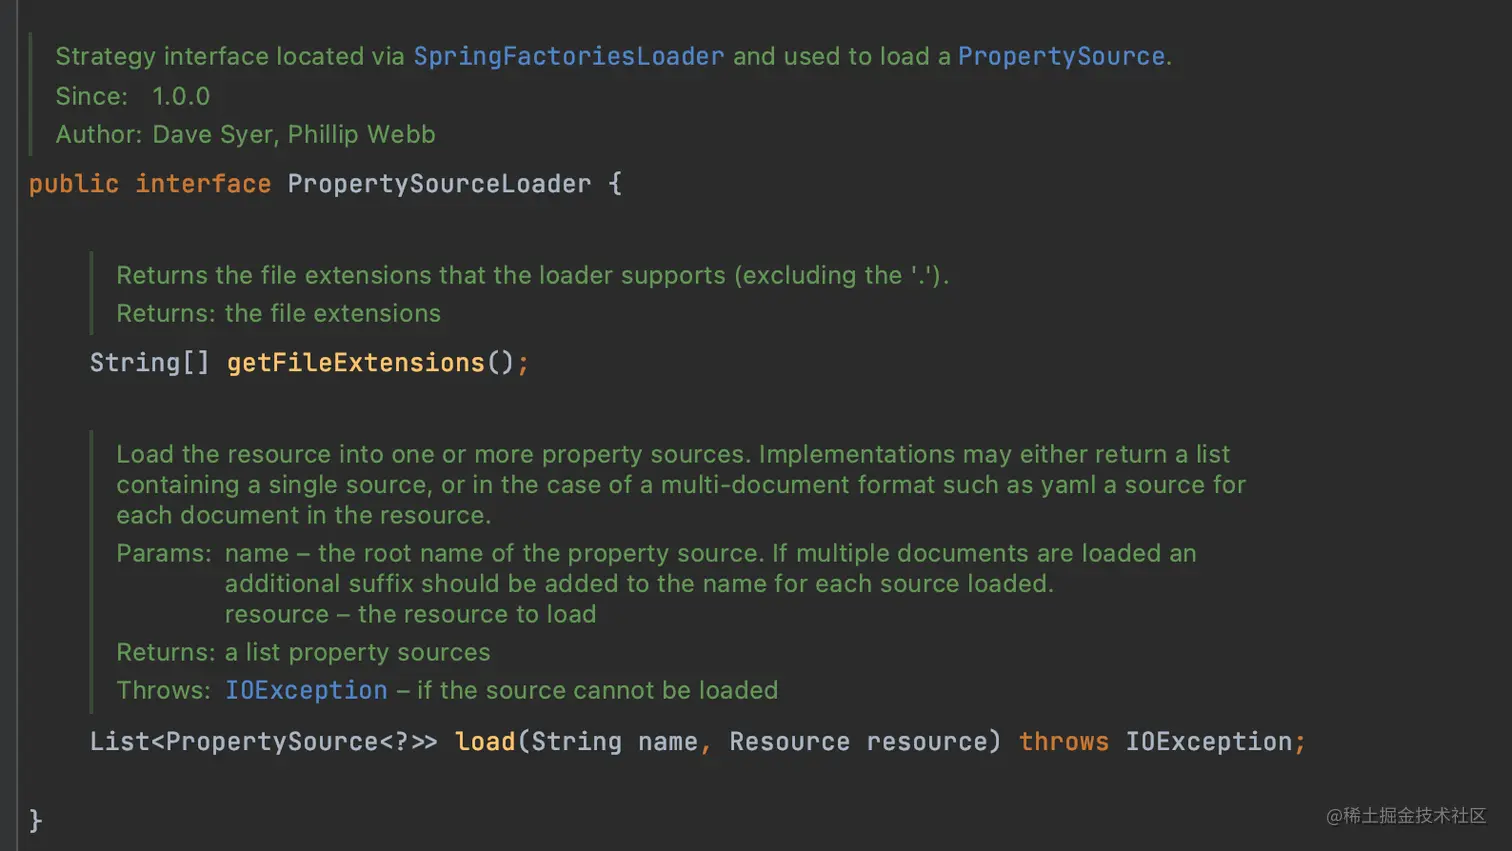 Strategy interface located via SpringFactoriesLoader and used to load a PropertySource.
Since: 1.0.0
Author: Dave Syer, Phillip Webb
public interface PropertySourceLoader {
Returns the file extensions that the loader supports (excluding the '.').
Returns: the file extensions
String[] getFileExtensions();
Load the resource into one or more property sources. Implementations may either return a list
containing a single source, or in the case of a multi-document format such as yaml a source for
each document in the resource.
Params: name – the root name of the property source. If multiple documents are loaded an
additional suffix should be added to the name for each source loaded.
resource – the resource to load
Returns: a list property sources
Throws: IOException – if the source cannot be loaded
List<PropertySource<?>> load(String name, Resource resource) throws IOException;
}
@稀土掘金技术社区